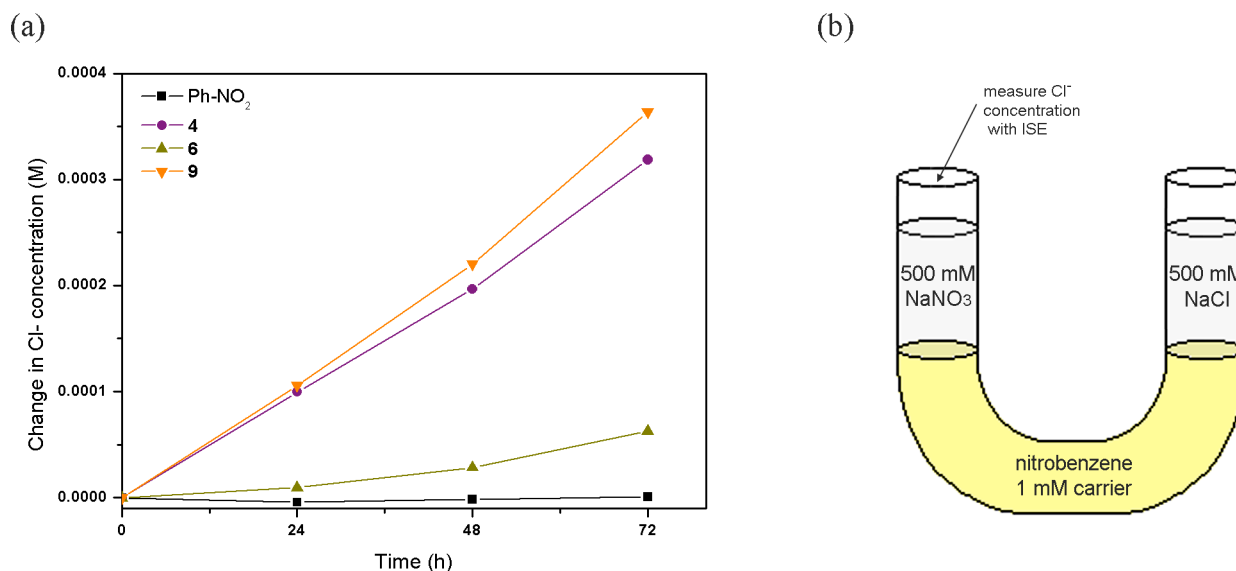 (a)
(b)
0.0004
0.0003
0.0002
0.0001
0.0000
Change in Cl- concentration (M)
Ph-NO₂
4
6
9
0
24
48
72
Time (h)
measure Cl⁻
concentration
with ISE
500 mM
NaNO₃
500 mM
NaCl
nitrobenzene
1 mM carrier